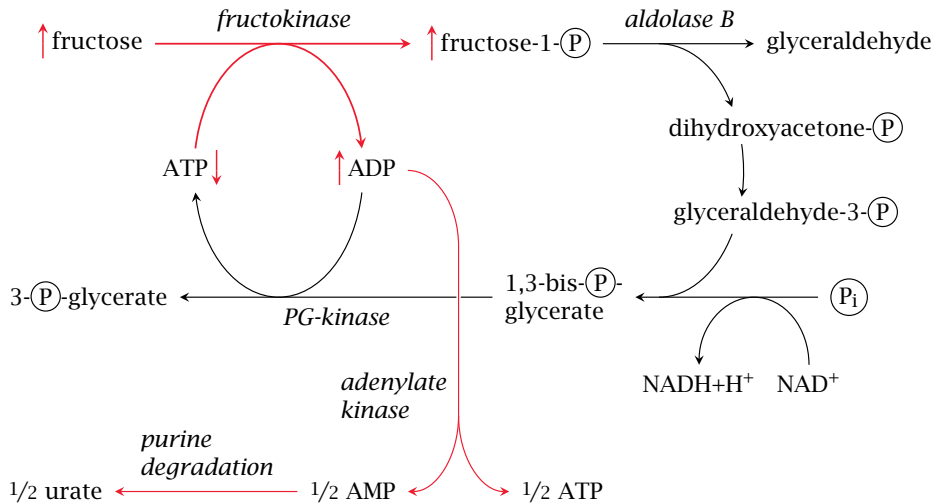 fructokinase
aldolase B
fructose
fructose-1-P
glyceraldehyde
dihydroxyacetone-P
ATP
ADP
glyceraldehyde-3-P
3-P-glycerate
PG-kinase
1,3-bis-P-
glycerate
Pi
NADH+H+
NAD+
adenylate
kinase
purine
degradation
1/2 urate
1/2 AMP
1/2 ATP